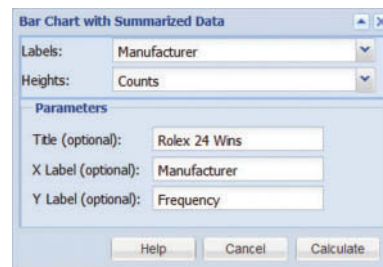 Bar Chart with Summarized Data
Labels: Manufacturer
Heights: Counts
Parameters
Title (optional): Rolex 24 Wins
X Label (optional): Manufacturer
Y Label (optional): Frequency
Help Cancel Calculate